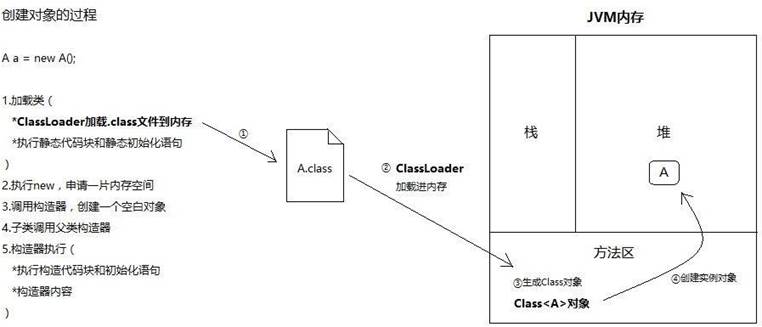 创建对象的过程
A a = new A();
1.加载类（
*ClassLoader加载.class文件到内存
*执行静态代码块和静态初始化语句
）
2.执行new，申请一片内存空间
3.调用构造器，创建一个空白对象
4.子类调用父类构造器
5.构造器执行（
*执行构造代码块和初始化语句
*构造器内容
）
①
A.class
② ClassLoader
加载进内存
JVM内存
栈
堆
A
方法区
③生成Class对象
Class<A>对象
④创建实例对象